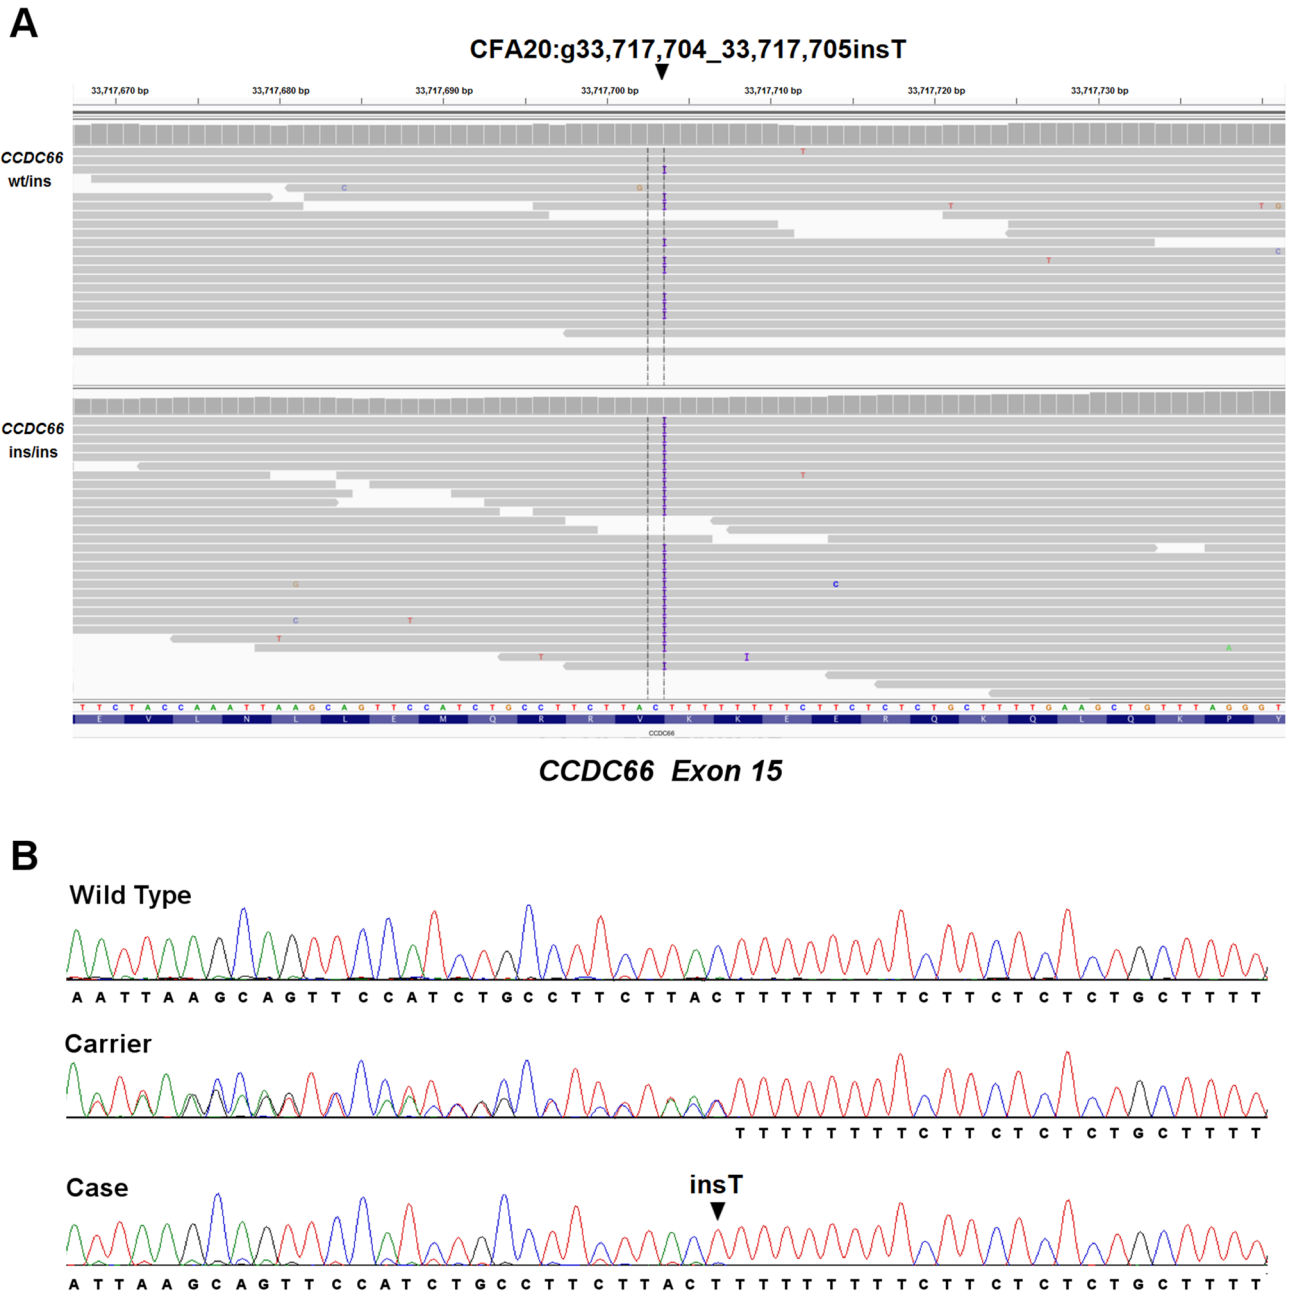 A
CFA20:g33,717,704_33,717,705insT
33,717,670 bp 33,717,680 bp 33,717,690 bp 33,717,700 bp 33,717,710 bp 33,717,720 bp 33,717,730 bp
CCDC66
wt/ins
T
I
C G
I
I T T G
I
C
I T
I
I
I
I
CCDC66
ins/ins
T
G C
C T
T
A
T I
T T C T A C C A A A T T A A G C A G T T C C A T C T G C C T T C T T A C T T T T T T T T C T T C T C T C T G C T T T T G A A G C T G T T T A G G G T
E V L N L L E M Q R R V K K E E R Q K Q L Q K P Y
CCDC66
CCDC66 Exon 15
B
Wild Type
A A T T A A G C A G T T C C A T C T G C C T T C T T A C T T T T T T T T C T T C T C T C T G C T T T T
Carrier
T T T T T T T T C T T C T C T C T G C T T T T
Case
insT
A T T A A G C A G T T C C A T C T G C C T T C T T A C T T T T T T T T T C T T C T C T C T G C T T T T